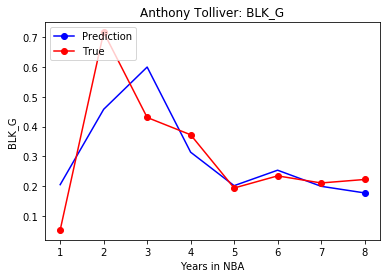 Anthony Tolliver: BLK_G
Prediction
True
BLK_G
0.7
0.6
0.5
0.4
0.3
0.2
0.1
1 2 3 4 5 6 7 8
Years in NBA